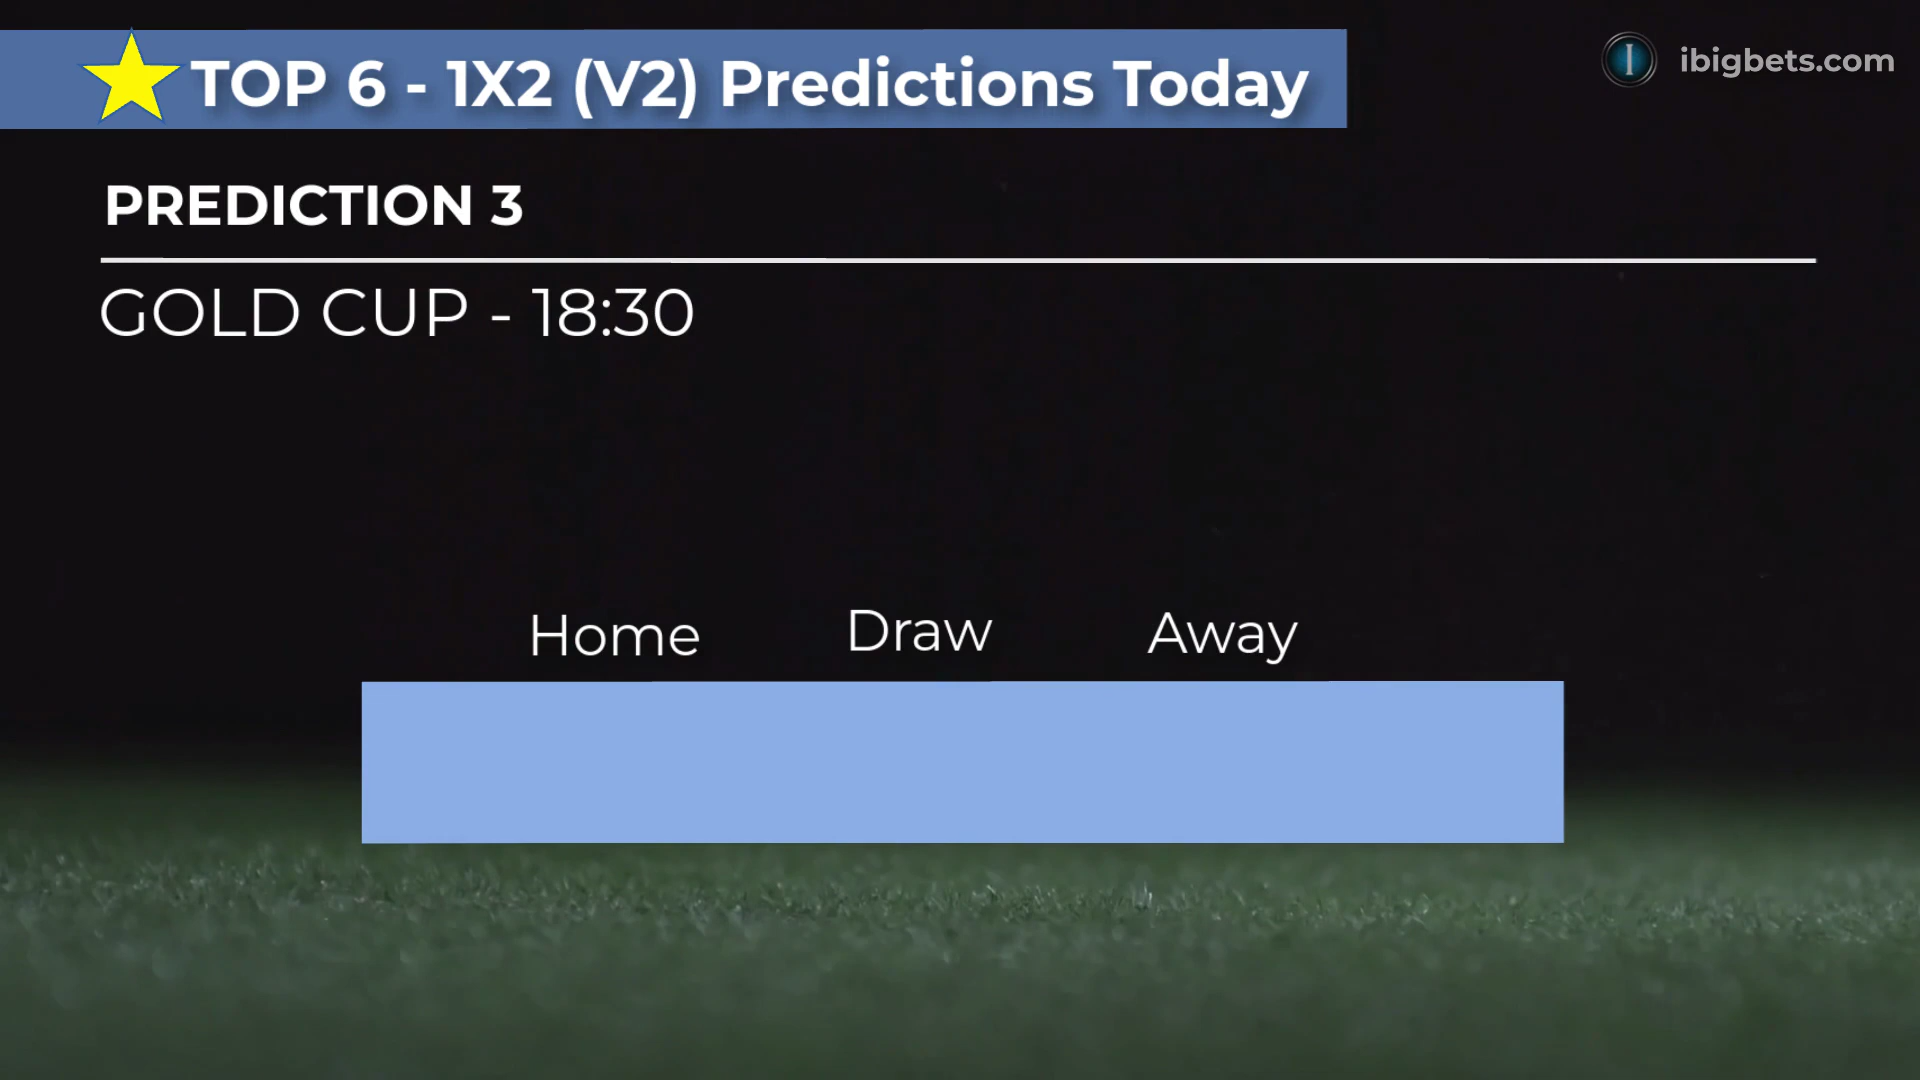 TOP 6 - 1X2 (V2) Predictions Today
I ibigbets.com
PREDICTION 3
GOLD CUP - 18:30
Home Draw Away